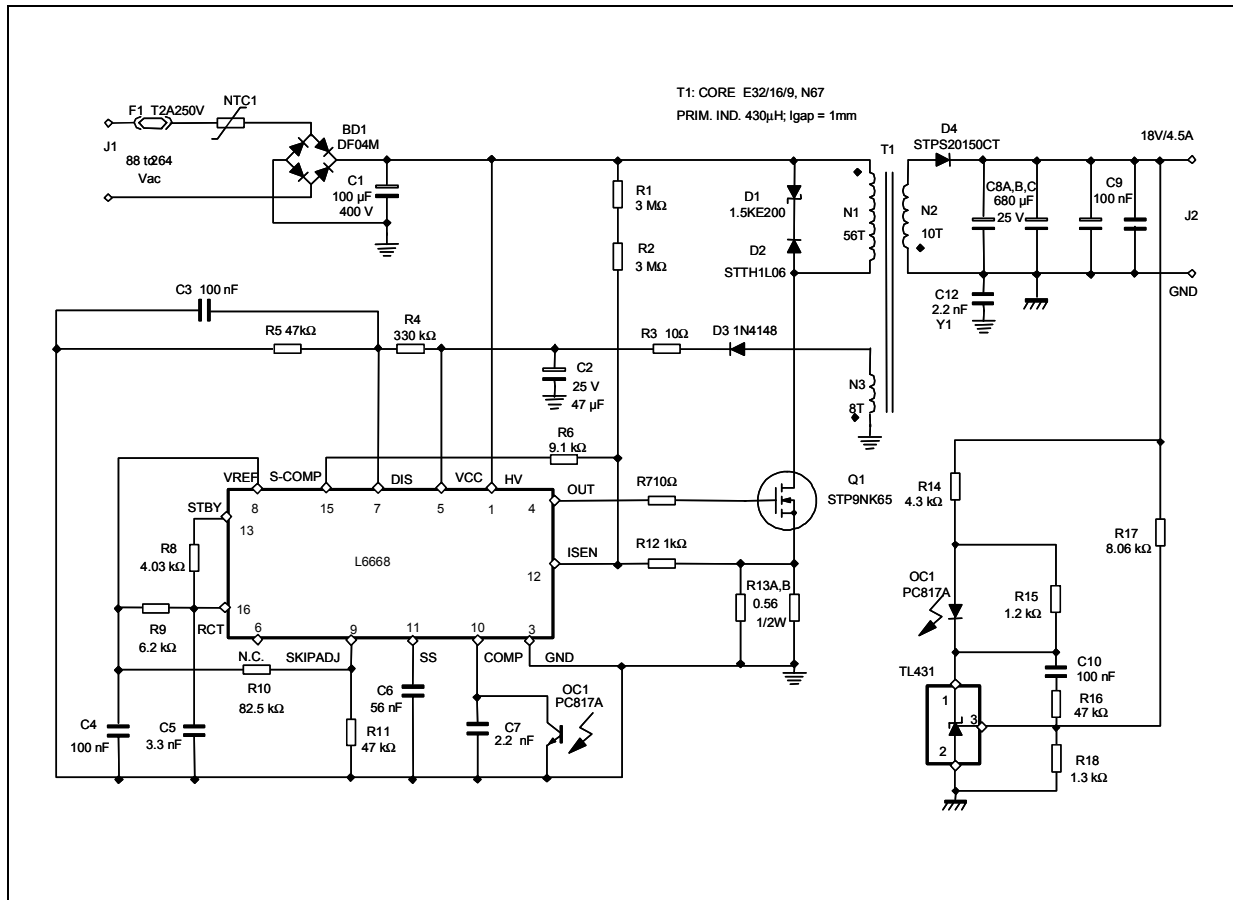 F1 T2A250V
NTC1
J1
88 to264
Vac
BD1
DF04M
C1
100 µF
400 V
T1: CORE E32/16/9, N67
PRIM. IND. 430µH; lgap = 1mm
R1
3 MΩ
R2
3 MΩ
D1
1.5KE200
D2
STTH1L06
N1
56T
T1
N2
10T
D4
STPS20150CT
18V/4.5A
C8A,B,C
680 µF
25 V
C9
100 nF
J2
GND
C12
2.2 nF
Y1
C3 100 nF
R5 47kΩ
R4
330 kΩ
R3 10Ω
D3 1N4148
C2
25 V
47 µF
N3
8T
R6
9.1 kΩ
VREF
S-COMP
DIS
VCC
HV
OUT
8
15
7
5
1
4
STBY
13
L6668
ISEN
12
R8
4.03 kΩ
16
RCT
R9
6.2 kΩ
6
9
11
10
3
N.C.
SKIPADJ
SS
COMP
GND
R710Ω
Q1
STP9NK65
R12 1kΩ
R13A,B
0.56
1/2W
R10
82.5 kΩ
C4
100 nF
C5
3.3 nF
R11
47 kΩ
C6
56 nF
C7
2.2 nF
OC1
PC817A
R14
4.3 kΩ
R17
8.06 kΩ
OC1
PC817A
R15
1.2 kΩ
TL431
C10
100 nF
1
3
2
R16
47 kΩ
R18
1.3 kΩ